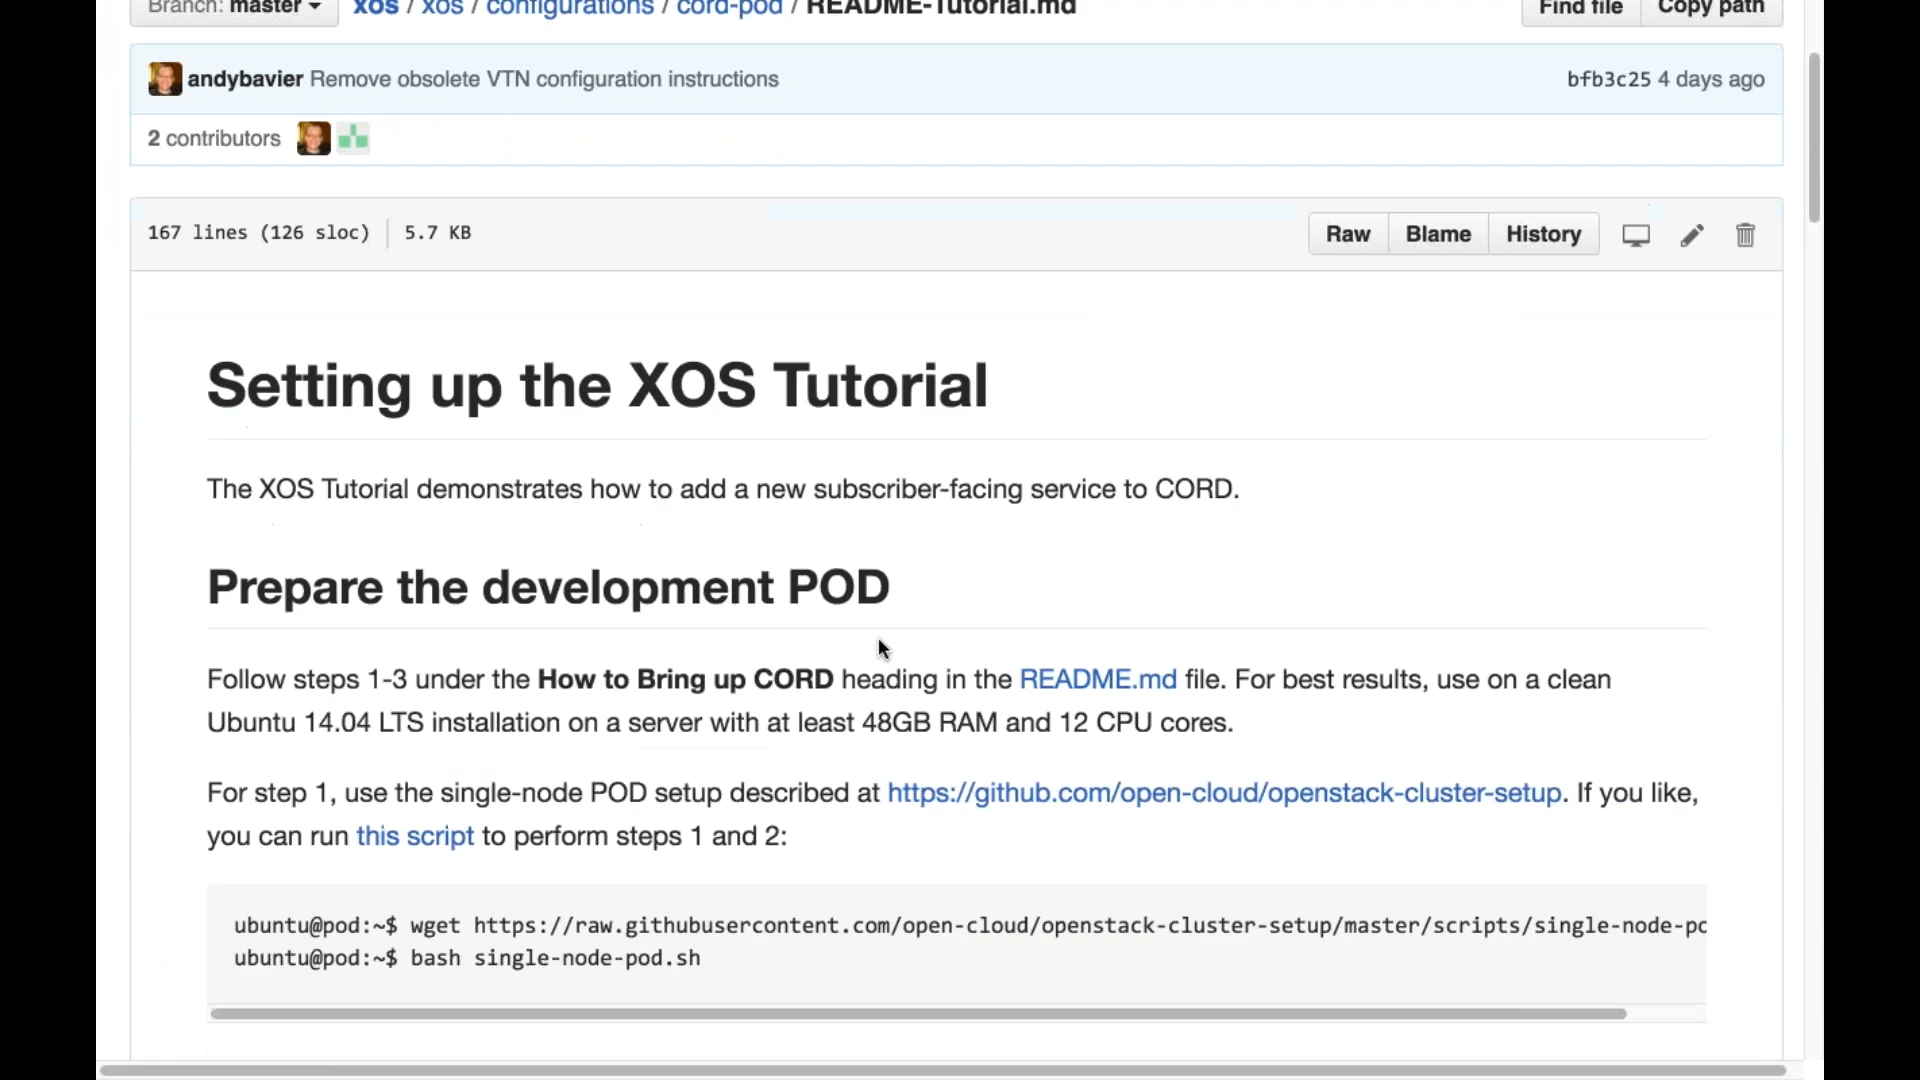 Branch: master
xos / xos / configurations / cord-pod / README-Tutorial.md
Find file
Copy path
andybavier Remove obsolete VTN configuration instructions
bfb3c25 4 days ago
2 contributors
167 lines (126 sloc)
5.7 KB
Raw
Blame
History
Setting up the XOS Tutorial
The XOS Tutorial demonstrates how to add a new subscriber-facing service to CORD.
Prepare the development POD
Follow steps 1-3 under the How to Bring up CORD heading in the README.md file. For best results, use on a clean
Ubuntu 14.04 LTS installation on a server with at least 48GB RAM and 12 CPU cores.
For step 1, use the single-node POD setup described at https://github.com/open-cloud/openstack-cluster-setup. If you like,
you can run this script to perform steps 1 and 2:
ubuntu@pod:~$ wget https://raw.githubusercontent.com/open-cloud/openstack-cluster-setup/master/scripts/single-node-po
ubuntu@pod:~$ bash single-node-pod.sh